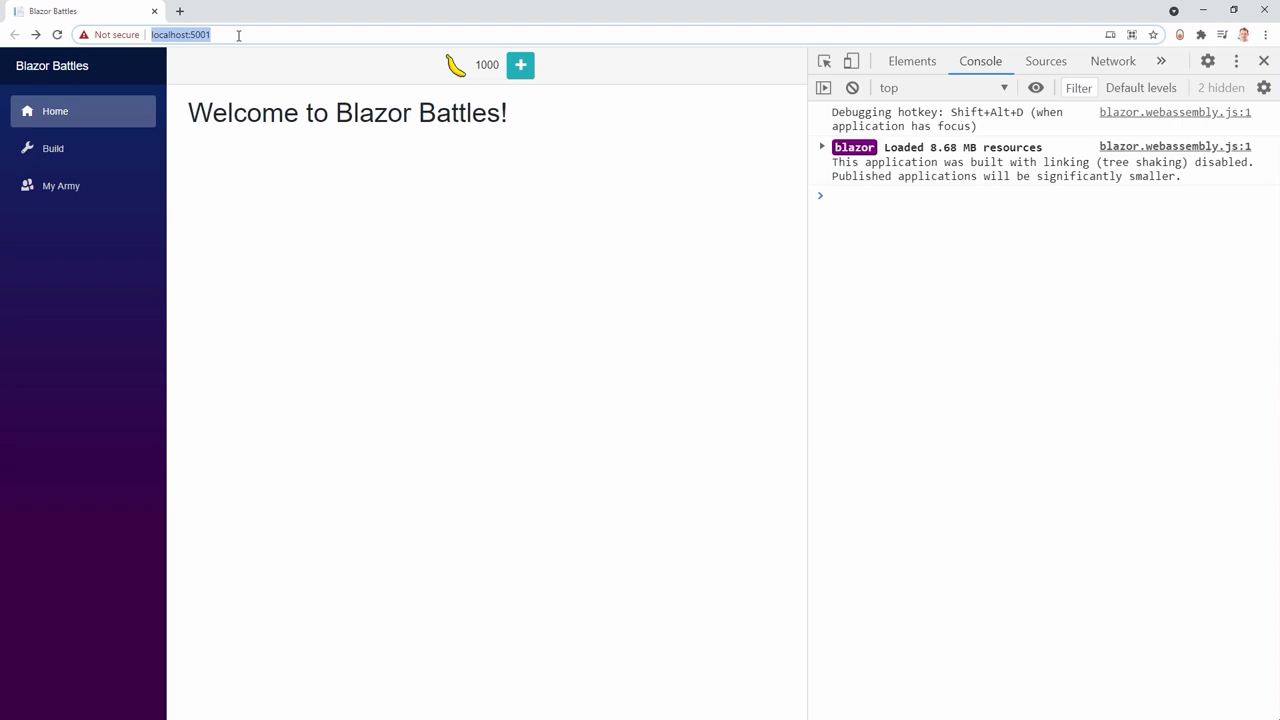 Blazor Battles
Not secure
localhost:5001
Blazor Battles
Home
Build
My Army
1000
Welcome to Blazor Battles!
Elements
Console
Sources
Network
top
Filter
Default levels
2 hidden
Debugging hotkey: Shift+Alt+D (when
application has focus)
blazor.webassembly.js:1
blazor Loaded 8.68 MB resources
blazor.webassembly.js:1
This application was built with linking (tree shaking) disabled.
Published applications will be significantly smaller.